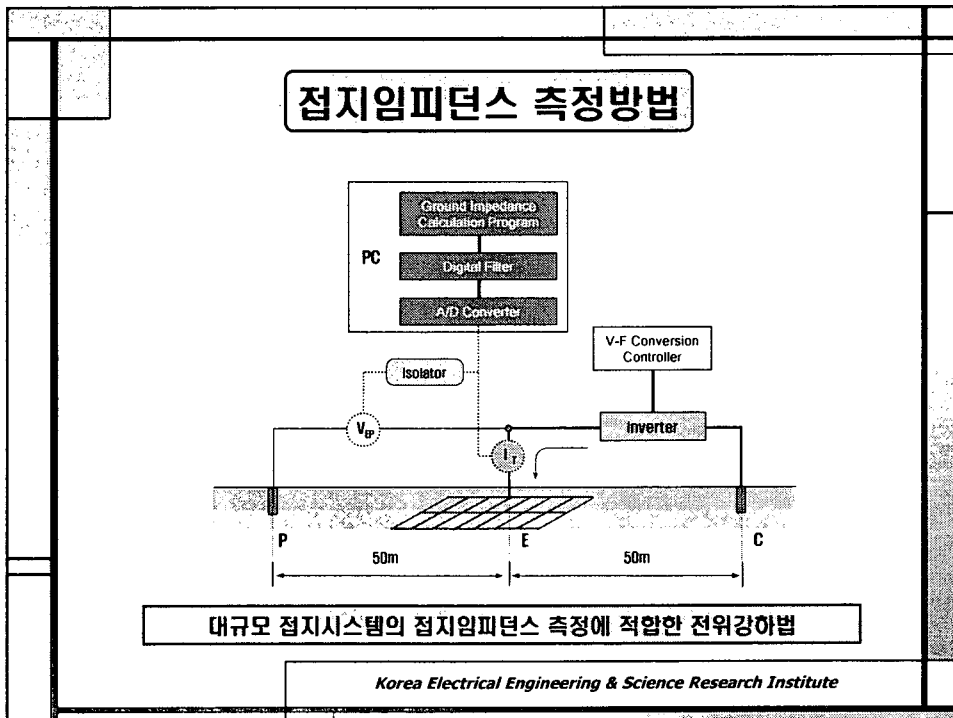 접지임피던스 측정방법
Ground Impedance
Calculation Program
PC
Digital Filter
A/D Converter
V-F Conversion
Controller
Isolator
V_EP
Inverter
I_T
P
E
C
50m
50m
대규모 접지시스템의 접지임피던스 측정에 적합한 전위강하법
Korea Electrical Engineering & Science Research Institute